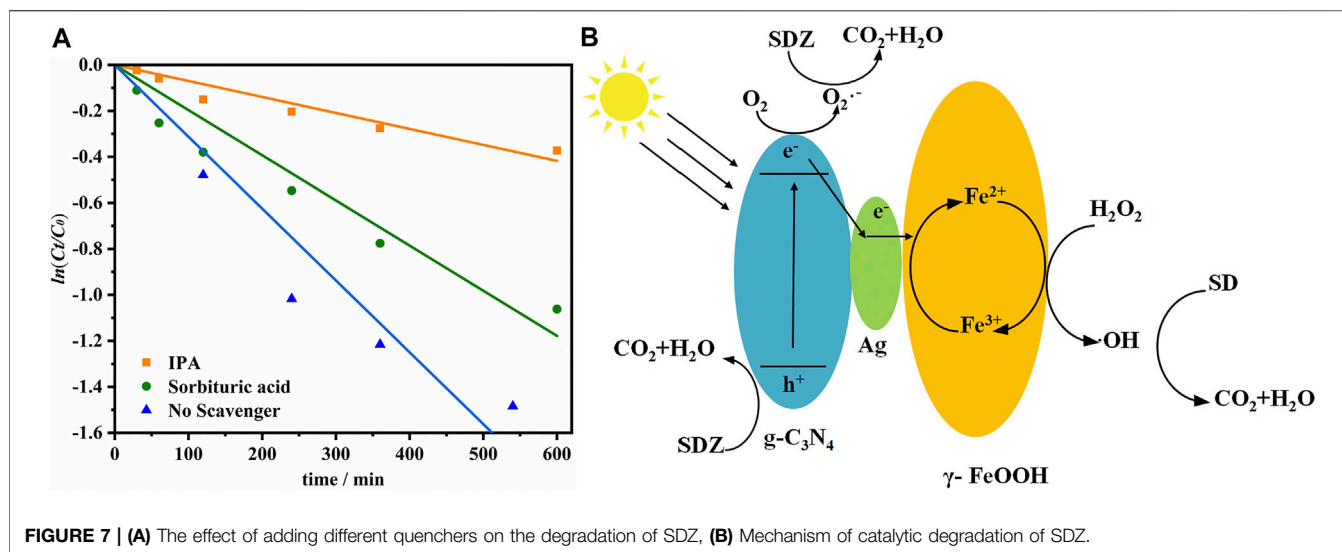 A
ln(Ct/C₀)
0.0
-0.2
-0.4
-0.6
-0.8
-1.0
-1.2
-1.4
-1.6
IPA
Sorbituric acid
No Scavenger
0 100 200 300 400 500 600
time / min
B
SDZ CO₂+H₂O
O₂ O₂·⁻
e⁻
e⁻
Fe²⁺
H₂O₂
SD
Fe³⁺
·OH
Ag
CO₂+H₂O
h⁺
CO₂+H₂O
SDZ
g-C₃N₄
γ- FeOOH
FIGURE 7 | (A) The effect of adding different quenchers on the degradation of SDZ, (B) Mechanism of catalytic degradation of SDZ.